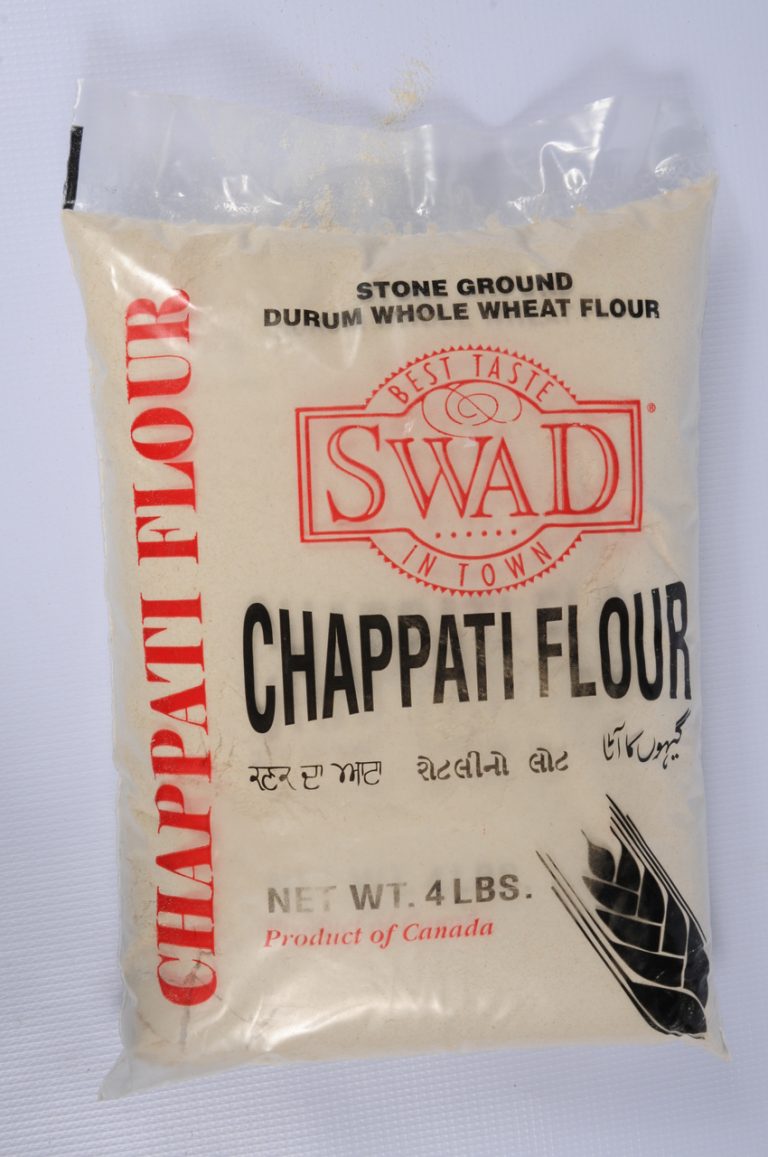 STONE GROUND
DURUM WHOLE WHEAT FLOUR
BEST TASTE
SWAD®
IN TOWN
CHAPPATI FLOUR
ਕਣਕ ਦਾ ਆਟਾ રોટલીનો લોટ گیہوں کا آٹا
NET WT. 4 LBS.
Product of Canada
CHAPPATI FLOUR